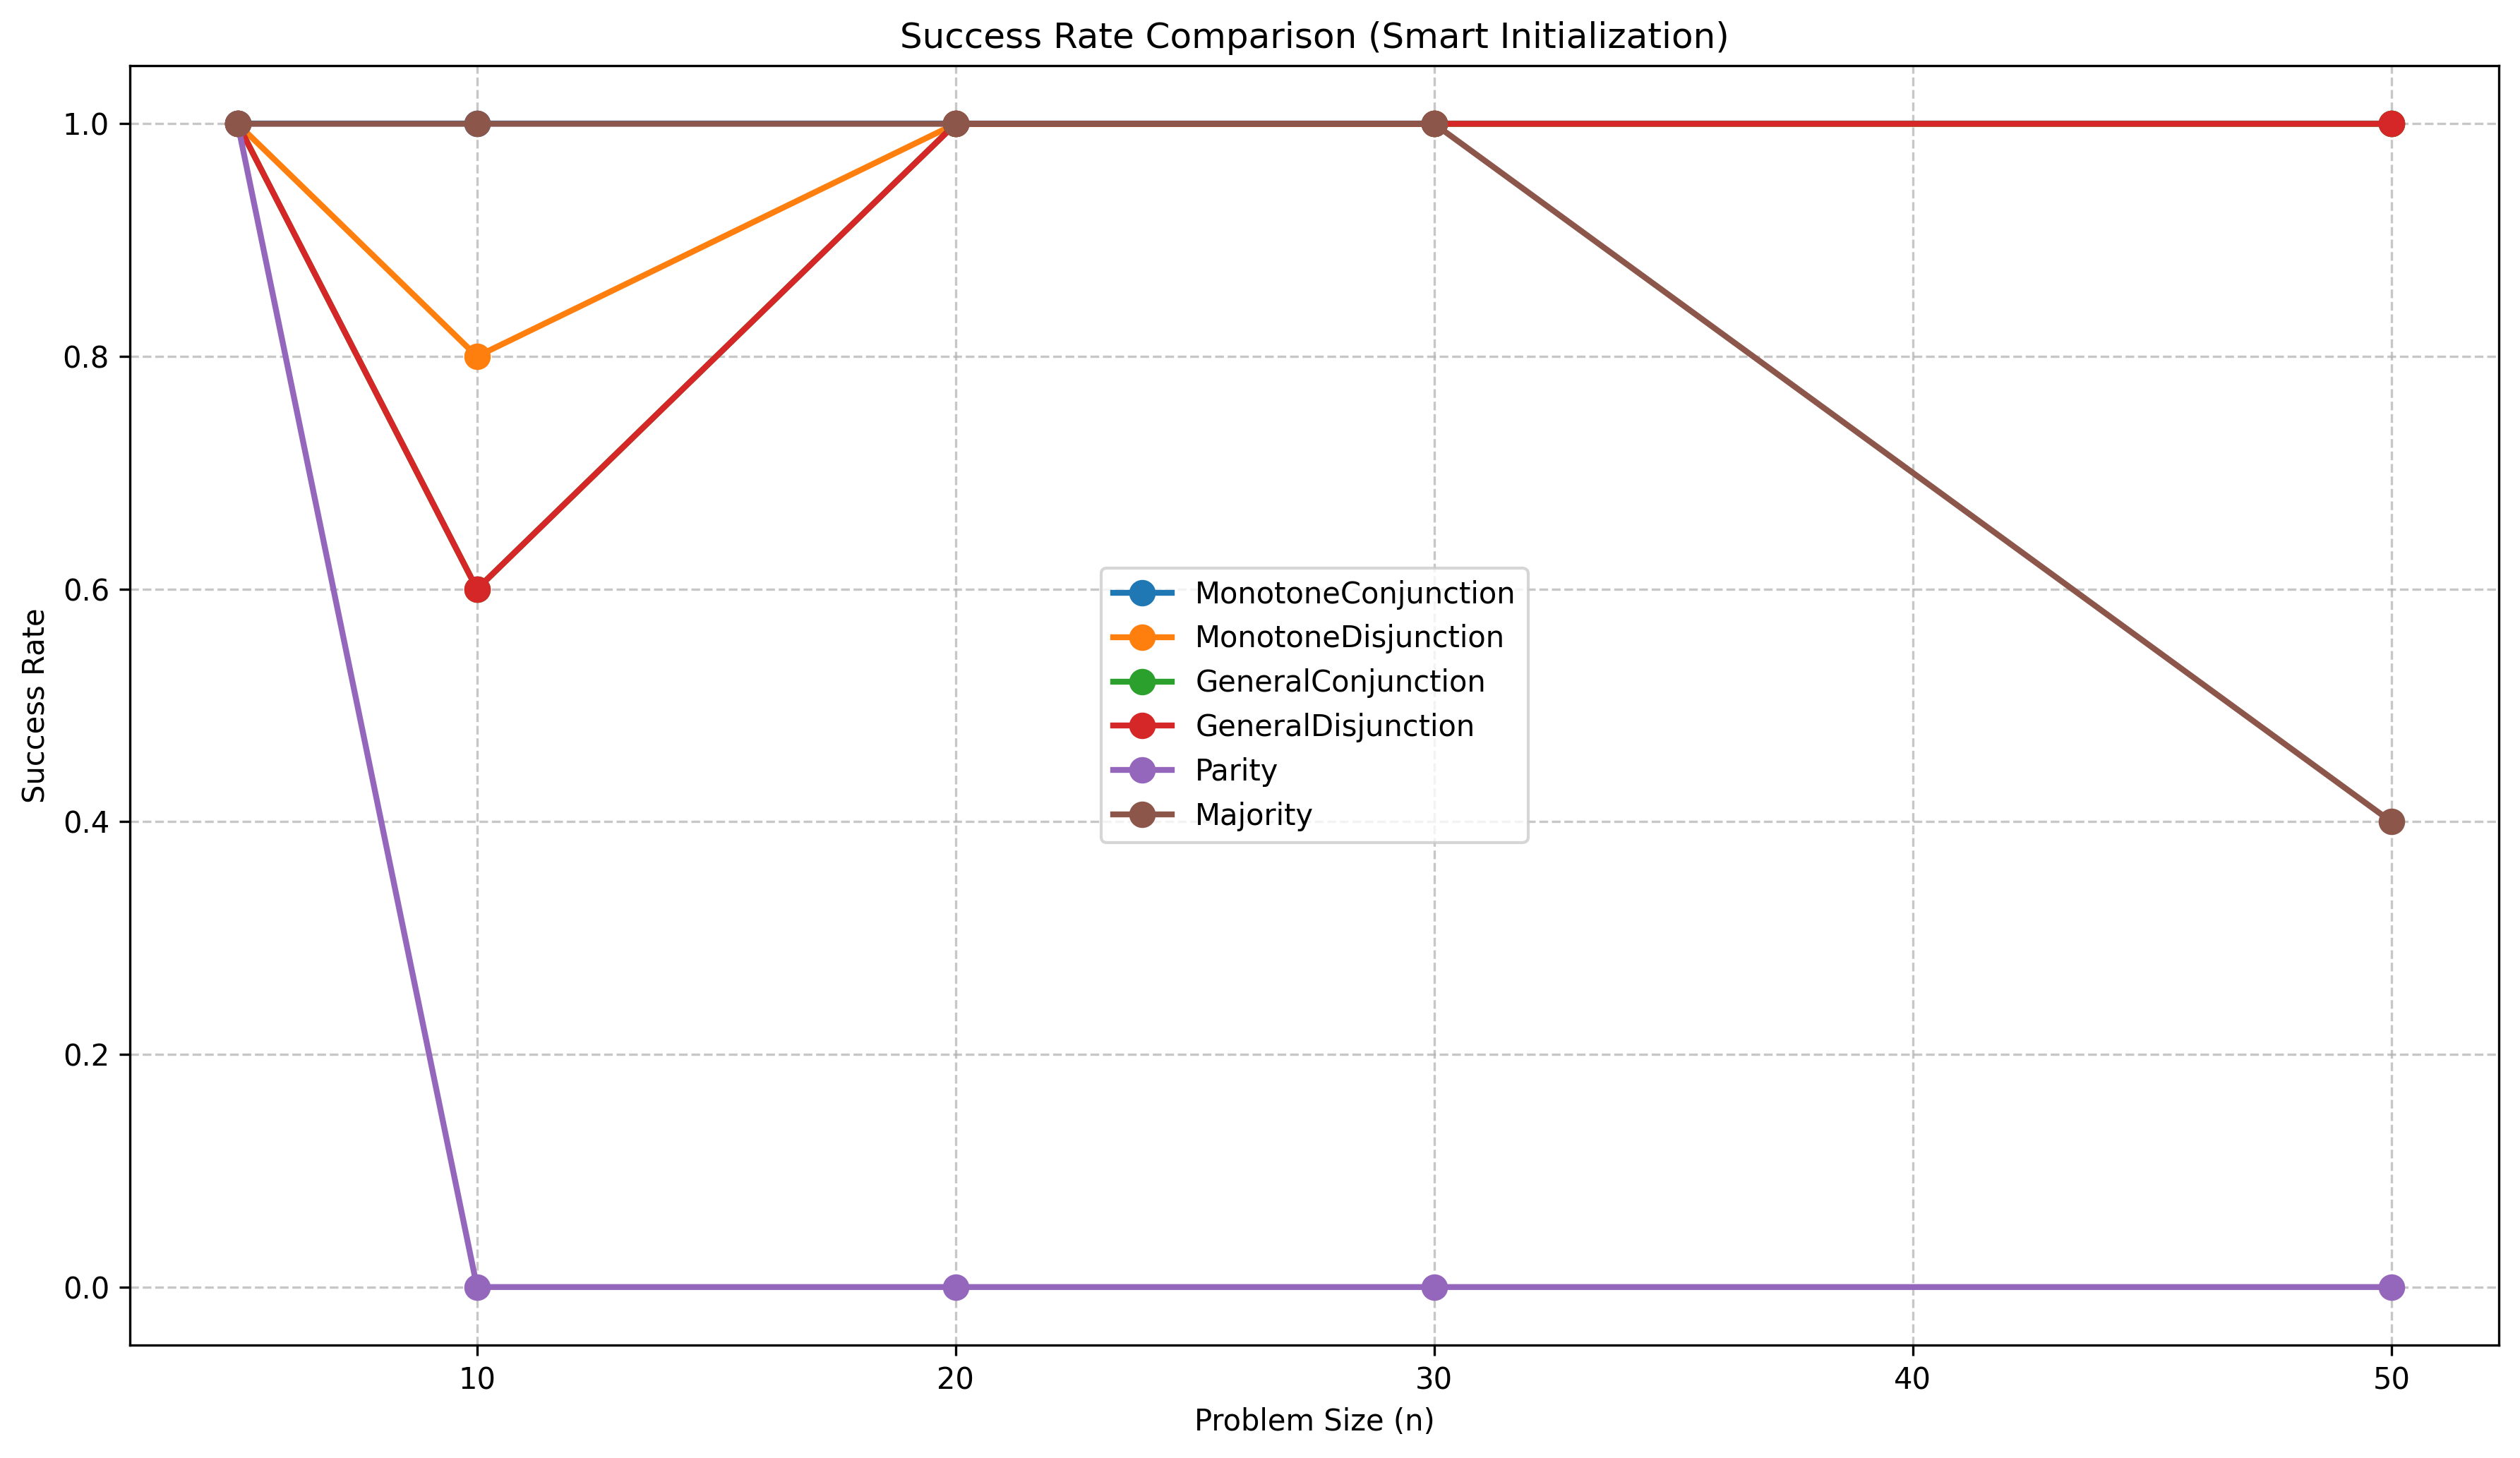 Success Rate Comparison (Smart Initialization)
Success Rate
1.0
0.8
0.6
0.4
0.2
0.0
MonotoneConjunction
MonotoneDisjunction
GeneralConjunction
GeneralDisjunction
Parity
Majority
10 20 30 40 50
Problem Size (n)